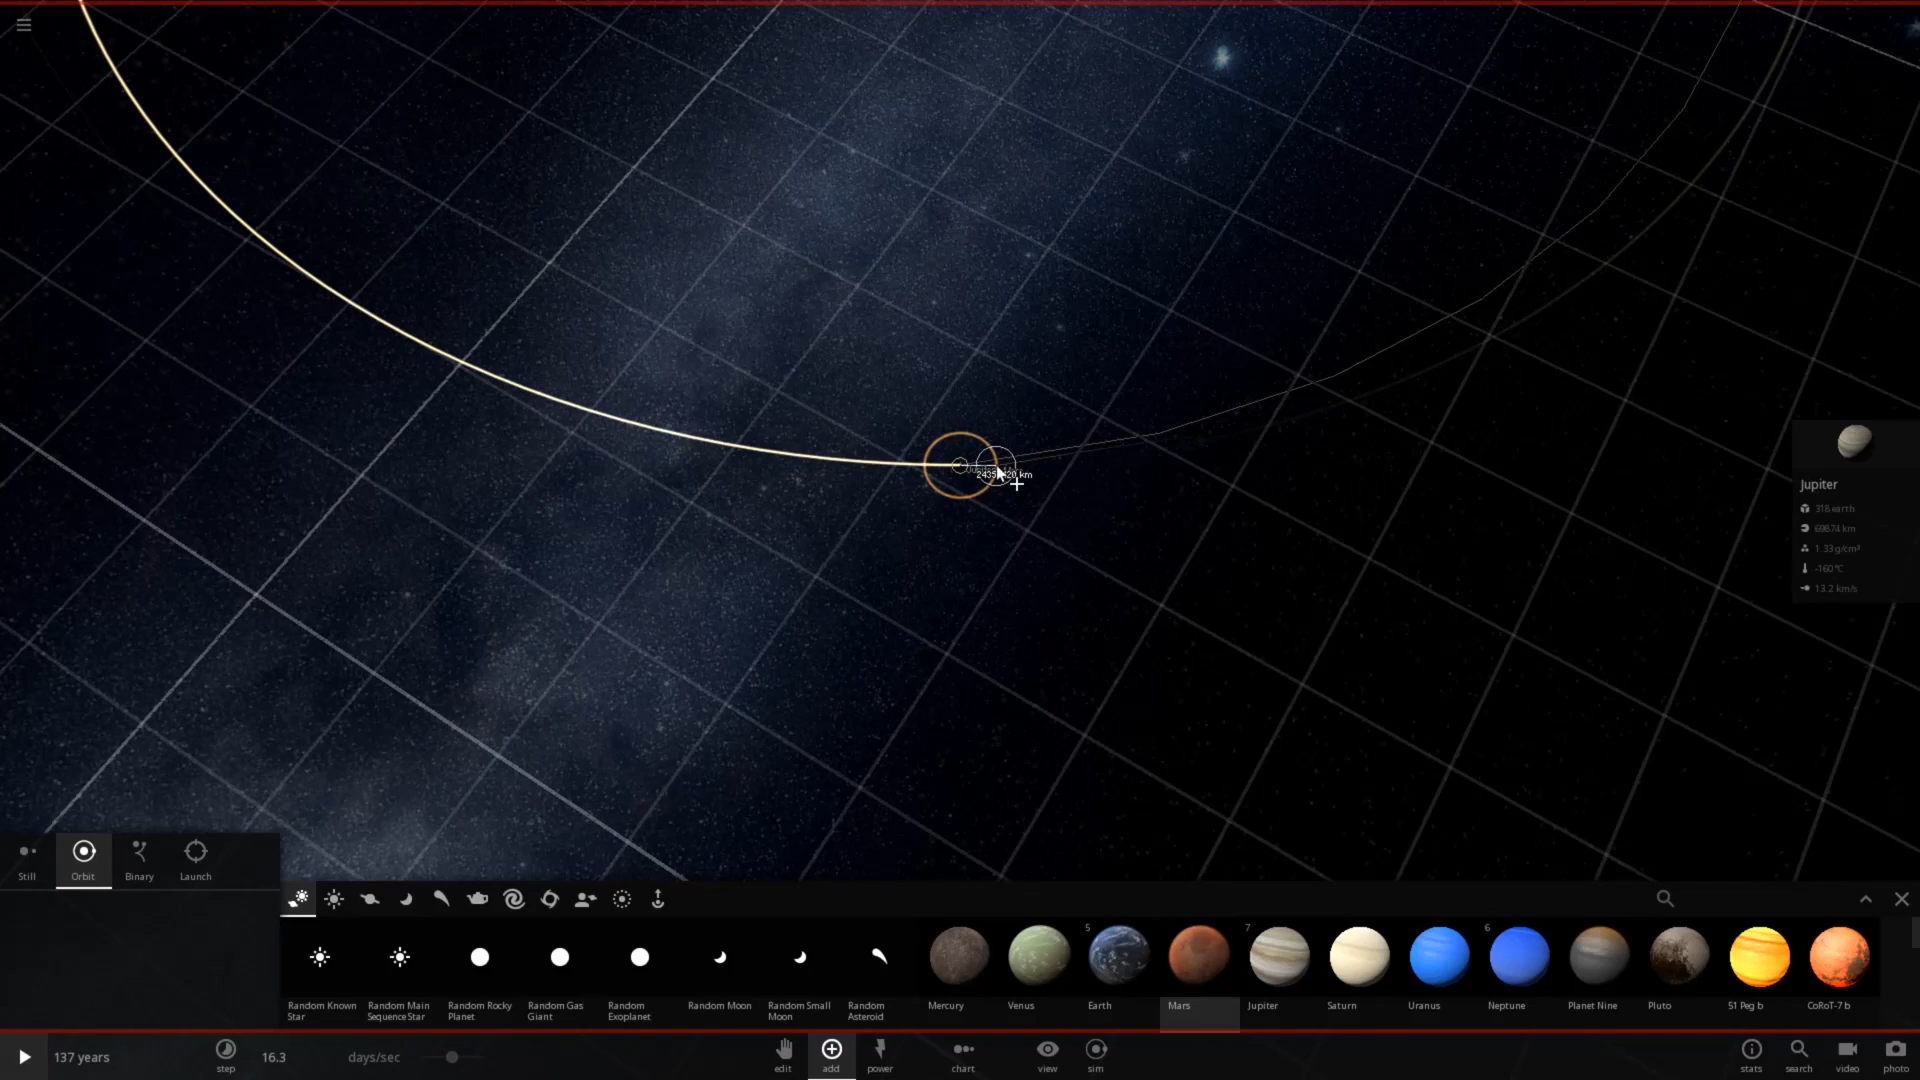 Jupiter
318 earth
69874 km
1.33 g/cm³
-160 °C
13.2 km/s
Still
Orbit
Binary
Launch
5
7
6
Random Known Star
Random Main Sequence Star
Random Rocky Planet
Random Gas Giant
Random Exoplanet
Random Moon
Random Small Moon
Random Asteroid
Mercury
Venus
Earth
Mars
Jupiter
Saturn
Uranus
Neptune
Planet Nine
Pluto
51 Peg b
CoRoT-7 b
137 years
step
16.3
days/sec
edit
add
power
chart
view
sim
stats
search
video
photo